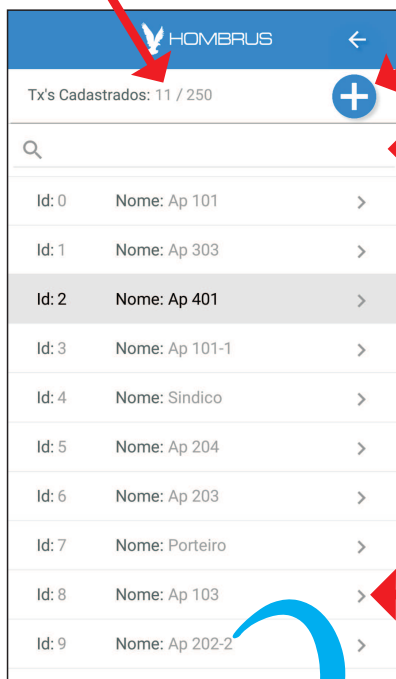 HOMBRUS
Tx's Cadastrados: 11 / 250
Id: 0 Nome: Ap 101
Id: 1 Nome: Ap 303
Id: 2 Nome: Ap 401
Id: 3 Nome: Ap 101-1
Id: 4 Nome: Sindico
Id: 5 Nome: Ap 204
Id: 6 Nome: Ap 203
Id: 7 Nome: Porteiro
Id: 8 Nome: Ap 103
Id: 9 Nome: Ap 202-2